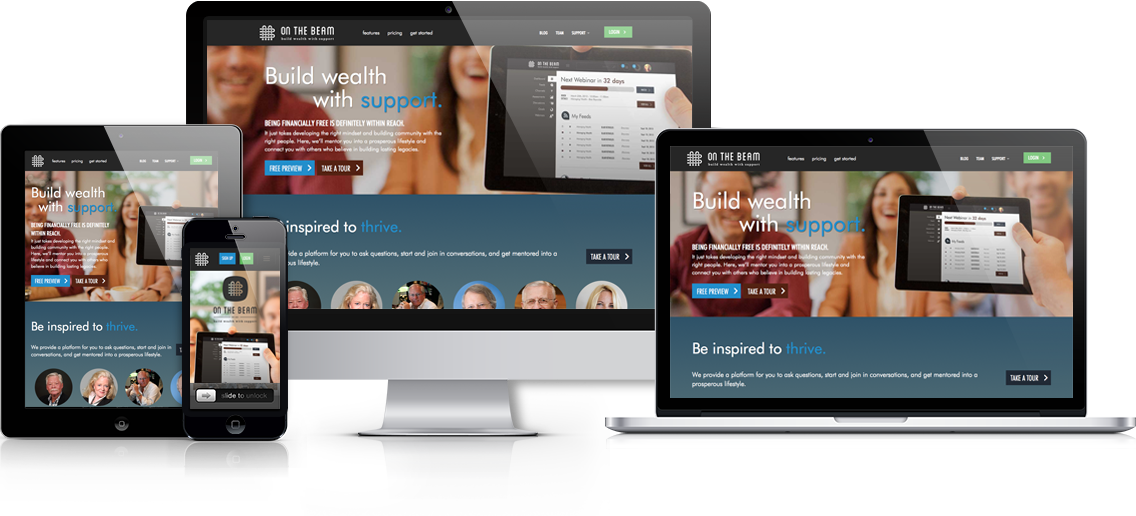 ON THE BEAM
build wealth with support
features pricing get started
BLOG TEAM SUPPORT
LOGIN
Build wealth
with support.
BEING FINANCIALLY FREE IS DEFINITELY WITHIN REACH.
It just takes developing the right mindset and building community with the
right people. Here, we'll mentor you into a prosperous lifestyle and
connect you with others who believe in building lasting legacies.
FREE PREVIEW
TAKE A TOUR
ON THE BEAM
Next Webinar in 32 days
My Feeds
Be inspired to thrive.
vide a platform for you to ask questions, start and join in conversations, and get mentored into a
prosperous lifestyle.
TAKE A TOUR
features pricing get started
BLOG TEAM SUPPORT
LOGIN
Build wealth
with support.
BEING FINANCIALLY FREE IS DEFINITELY
WITHIN REACH.
It just takes developing the right mindset and
building community with the right people.
Here, we'll mentor you into a prosperous
lifestyle and connect you with others who
believe in building lasting legacies.
FREE PREVIEW
TAKE A TOUR
Be inspired to thrive.
We provide a platform for you to ask questions, start and join in
conversations, and get mentored into a prosperous lifestyle.
SIGN UP
LOGIN
ON THE BEAM
build wealth with support
slide to unlock
ON THE BEAM
build wealth with support
features pricing get started
BLOG TEAM SUPPORT
LOGIN
Build wealth
with support.
BEING FINANCIALLY FREE IS DEFINITELY WITHIN REACH.
It just takes developing the right mindset and building community with the
right people. Here, we'll mentor you into a prosperous lifestyle and
connect you with others who believe in building lasting legacies.
FREE PREVIEW
TAKE A TOUR
Next Webinar in 32 days
My Feeds
Be inspired to thrive.
We provide a platform for you to ask questions, start and join in conversations, and get mentored into a
prosperous lifestyle.
TAKE A TOUR